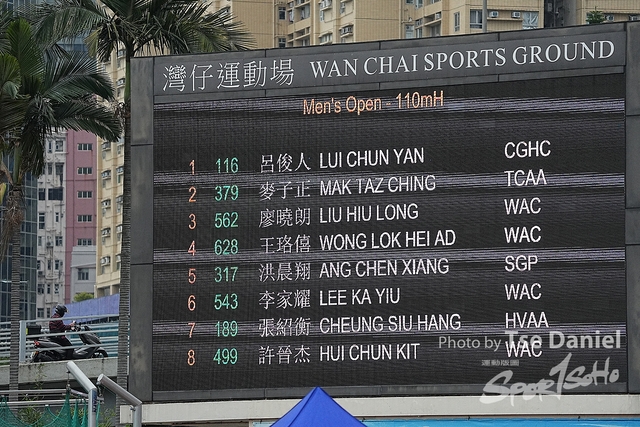 灣仔運動場 WAN CHAI SPORTS GROUND
Men's Open - 110mH
1 116 呂俊人 LUI CHUN YAN CGHC
2 379 麥子正 MAK TAZ CHING TCAA
3 562 廖曉朗 LIU HIU LONG WAC
4 628 王珞僖 WONG LOK HEI AD WAC
5 317 洪晨翔 ANG CHEN XIANG SGP
6 543 李家耀 LEE KA YIU WAC
7 189 張紹衡 CHEUNG SIU HANG HVAA
8 499 許晉杰 HUI CHUN KIT WAC
Photo by Tse Daniel
運動版圖
SportSoHo